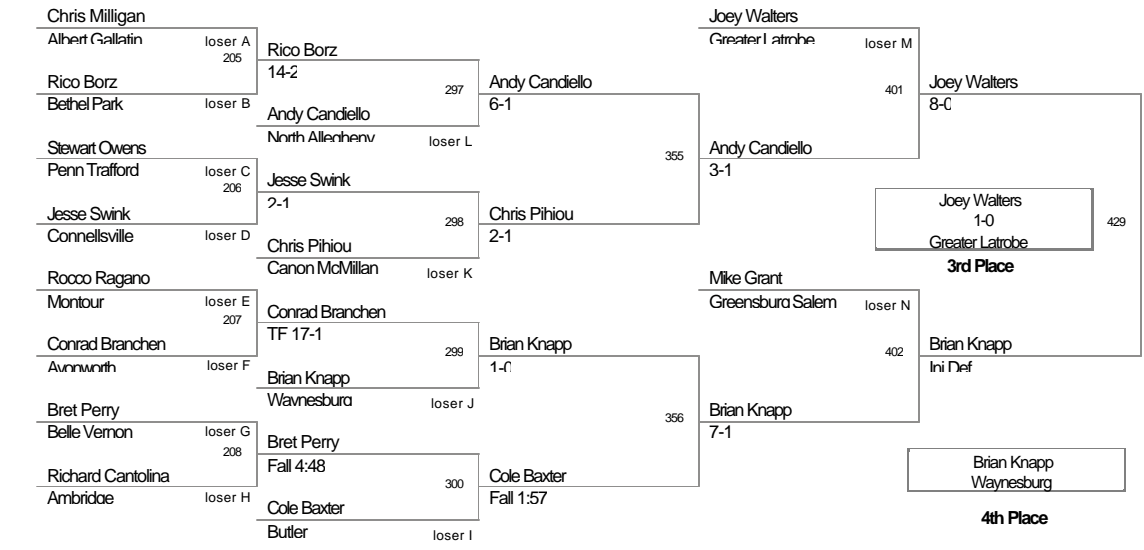 Chris Milligan
Albert Gallatin loser A
205
Rico Borz
Bethel Park loser B
Stewart Owens
Penn Trafford loser C
206
Jesse Swink
Connellsville loser D
Rocco Ragano
Montour loser E
207
Conrad Branchen
Avonworth loser F
Bret Perry
Belle Vernon loser G
208
Richard Cantolina
Ambridge loser H
Rico Borz
14-2
297
Andy Candiello
North Allegheny loser L
Jesse Swink
2-1
298
Chris Pihiou
Canon McMillan loser K
Conrad Branchen
TF 17-1
299
Brian Knapp
Waynesburg loser J
Bret Perry
Fall 4:48
300
Cole Baxter
Butler loser I
Andy Candiello
6-1
355
Chris Pihiou
2-1
Brian Knapp
1-0
356
Cole Baxter
Fall 1:57
Joey Walters
Greater Latrobe loser M
401
Andy Candiello
3-1
Mike Grant
Greensburg Salem loser N
402
Brian Knapp
7-1
Joey Walters
8-0
429
Brian Knapp
Inj Def
Joey Walters
1-0
Greater Latrobe
3rd Place
Brian Knapp
Waynesburg
4th Place